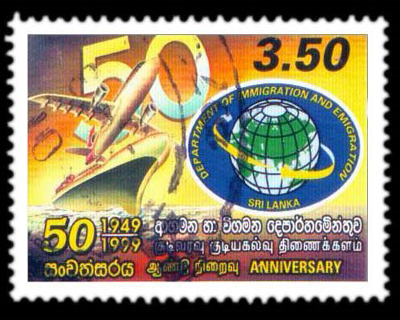 50
3.50
DEPARTMENT OF IMMIGRATION AND EMIGRATION
SRI LANKA
50 1949 1999
ආගමන හා විගමන දෙපාර්තමේන්තුව
குடிவரவு குடியகல்வு திணைக்களம்
සංවත්සරය ஆண்டு நிறைவு ANNIVERSARY